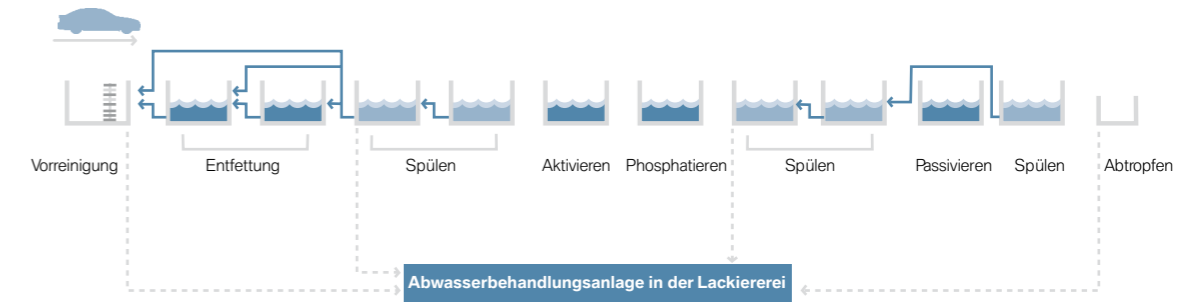 Vorreinigung
Entfettung
Spülen
Aktivieren
Phosphatieren
Spülen
Passivieren
Spülen
Abtropfen
Abwasserbehandlungsanlage in der Lackiererei